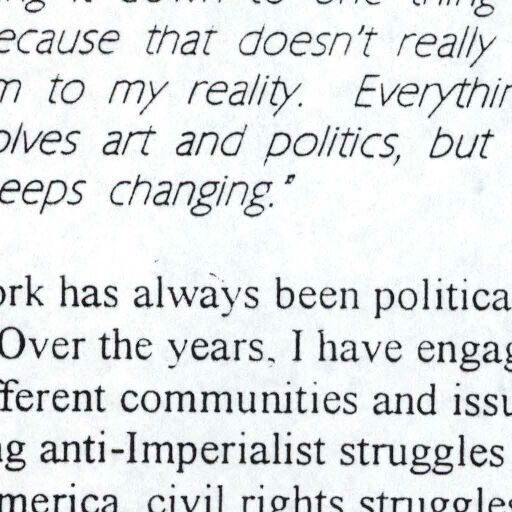 g it down to one thing
ecause that doesn't really
m to my reality. Everythin
olves art and politics, but
eeps changing."
ork has always been politica
Over the years, I have engag
fferent communities and issu
ng anti-Imperialist struggles
merica, civil rights struggles